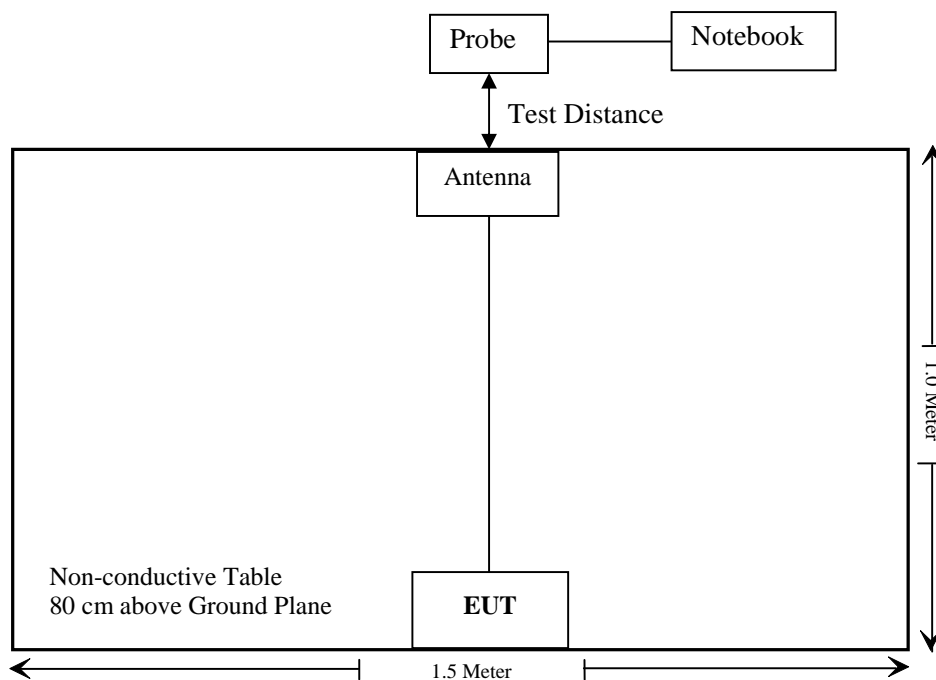 Probe
Notebook
Test Distance
Antenna
1.0 Meter
Non-conductive Table
80 cm above Ground Plane
EUT
1.5 Meter